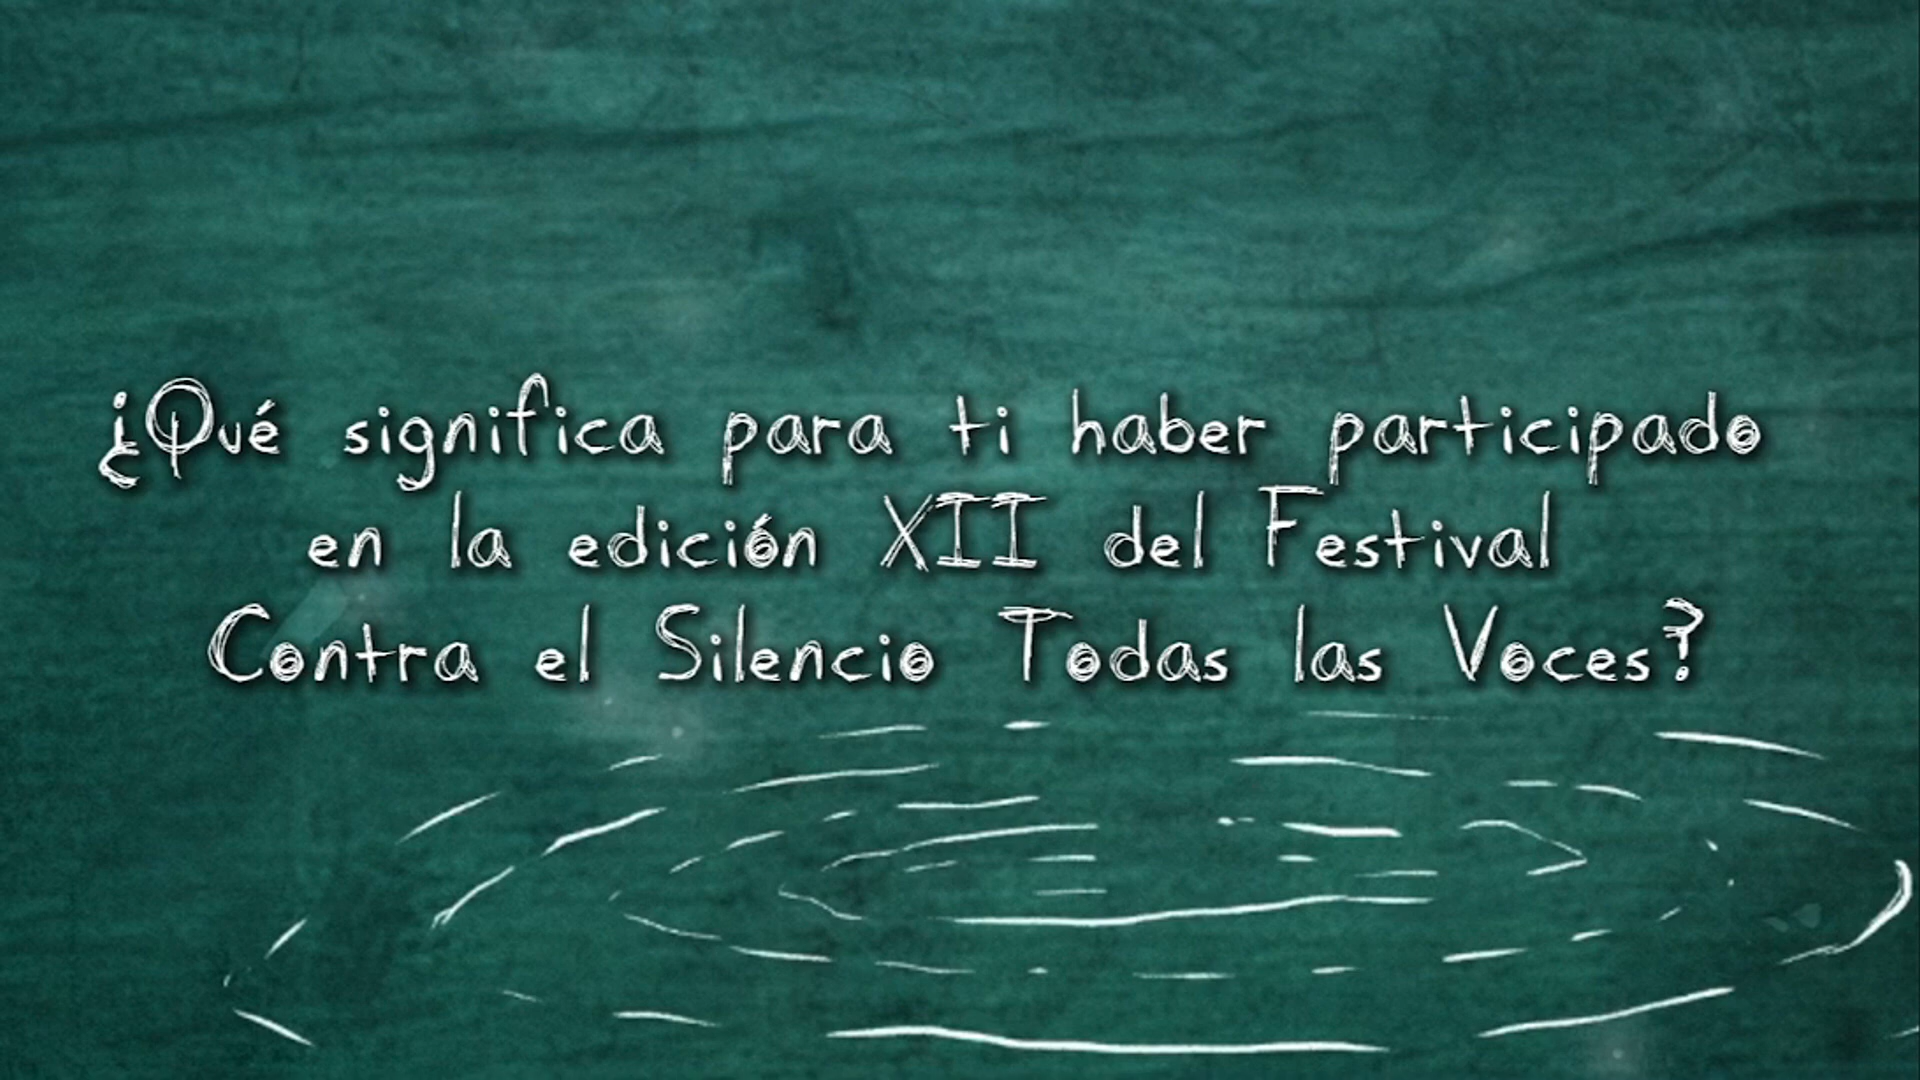 ¿Qué significa para ti haber participado
en la edición XII del Festival
Contra el Silencio Todas las Voces?